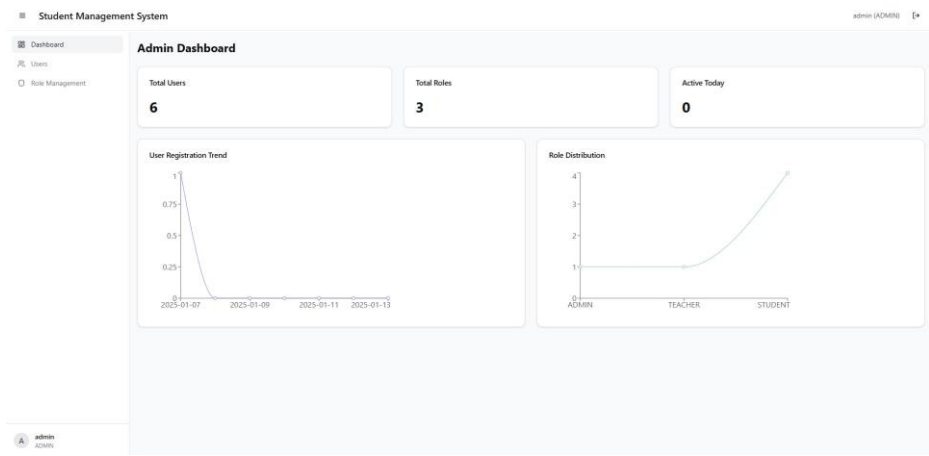 Student Management System
admin (ADMIN)
Dashboard
Users
Role Management
Admin Dashboard
Total Users
6
Total Roles
3
Active Today
0
User Registration Trend
1
0.75
0.5
0.25
0
2025-01-07
2025-01-09
2025-01-11
2025-01-13
Role Distribution
4
3
2
1
0
ADMIN
TEACHER
STUDENT
A
admin
ADMIN